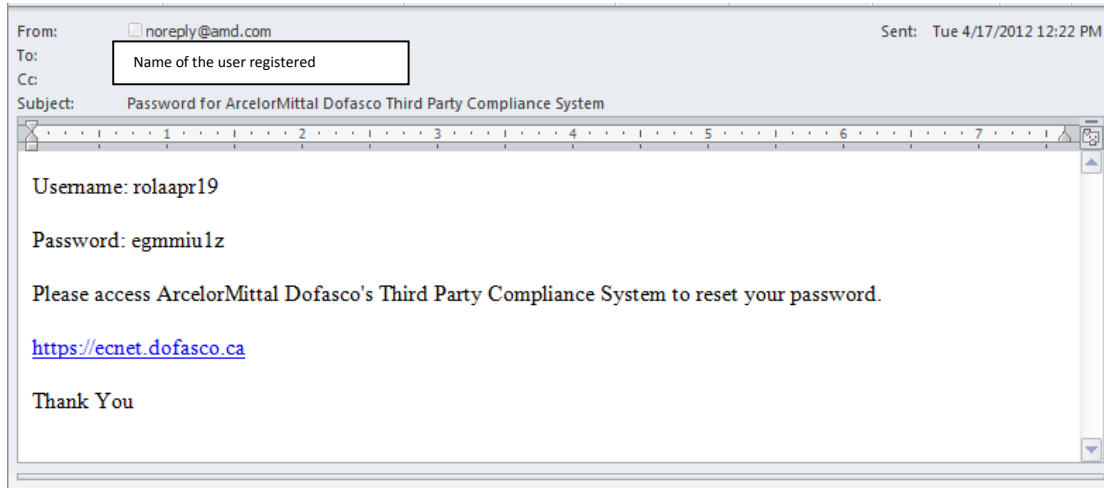 From: noreply@amd.com Sent: Tue 4/17/2012 12:22 PM
To: Name of the user registered
Cc:
Subject: Password for ArcelorMittal Dofasco Third Party Compliance System
1 2 3 4 5 6 7
Username: rolaapr19
Password: egmmiu1z
Please access ArcelorMittal Dofasco's Third Party Compliance System to reset your password.
https://ecnet.dofasco.ca
Thank You